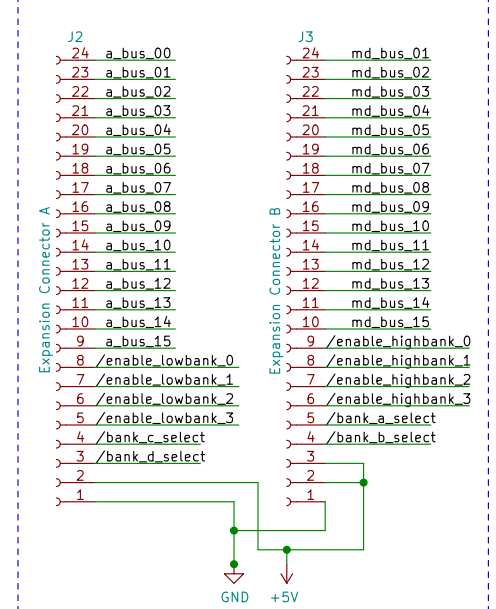 J2
24 a_bus_00
23 a_bus_01
22 a_bus_02
21 a_bus_03
20 a_bus_04
19 a_bus_05
18 a_bus_06
17 a_bus_07
16 a_bus_08
15 a_bus_09
14 a_bus_10
13 a_bus_11
12 a_bus_12
11 a_bus_13
10 a_bus_14
9 a_bus_15
8 /enable_lowbank_0
7 /enable_lowbank_1
6 /enable_lowbank_2
5 /enable_lowbank_3
4 /bank_c_select
3 /bank_d_select
2
1
Expansion Connector A
J3
24 md_bus_01
23 md_bus_02
22 md_bus_03
21 md_bus_04
20 md_bus_05
19 md_bus_06
18 md_bus_07
17 md_bus_08
16 md_bus_09
15 md_bus_10
14 md_bus_11
13 md_bus_12
12 md_bus_13
11 md_bus_14
10 md_bus_15
9 /enable_highbank_0
8 /enable_highbank_1
7 /enable_highbank_2
6 /enable_highbank_3
5 /bank_a_select
4 /bank_b_select
3
2
1
Expansion Connector B
GND
+5V